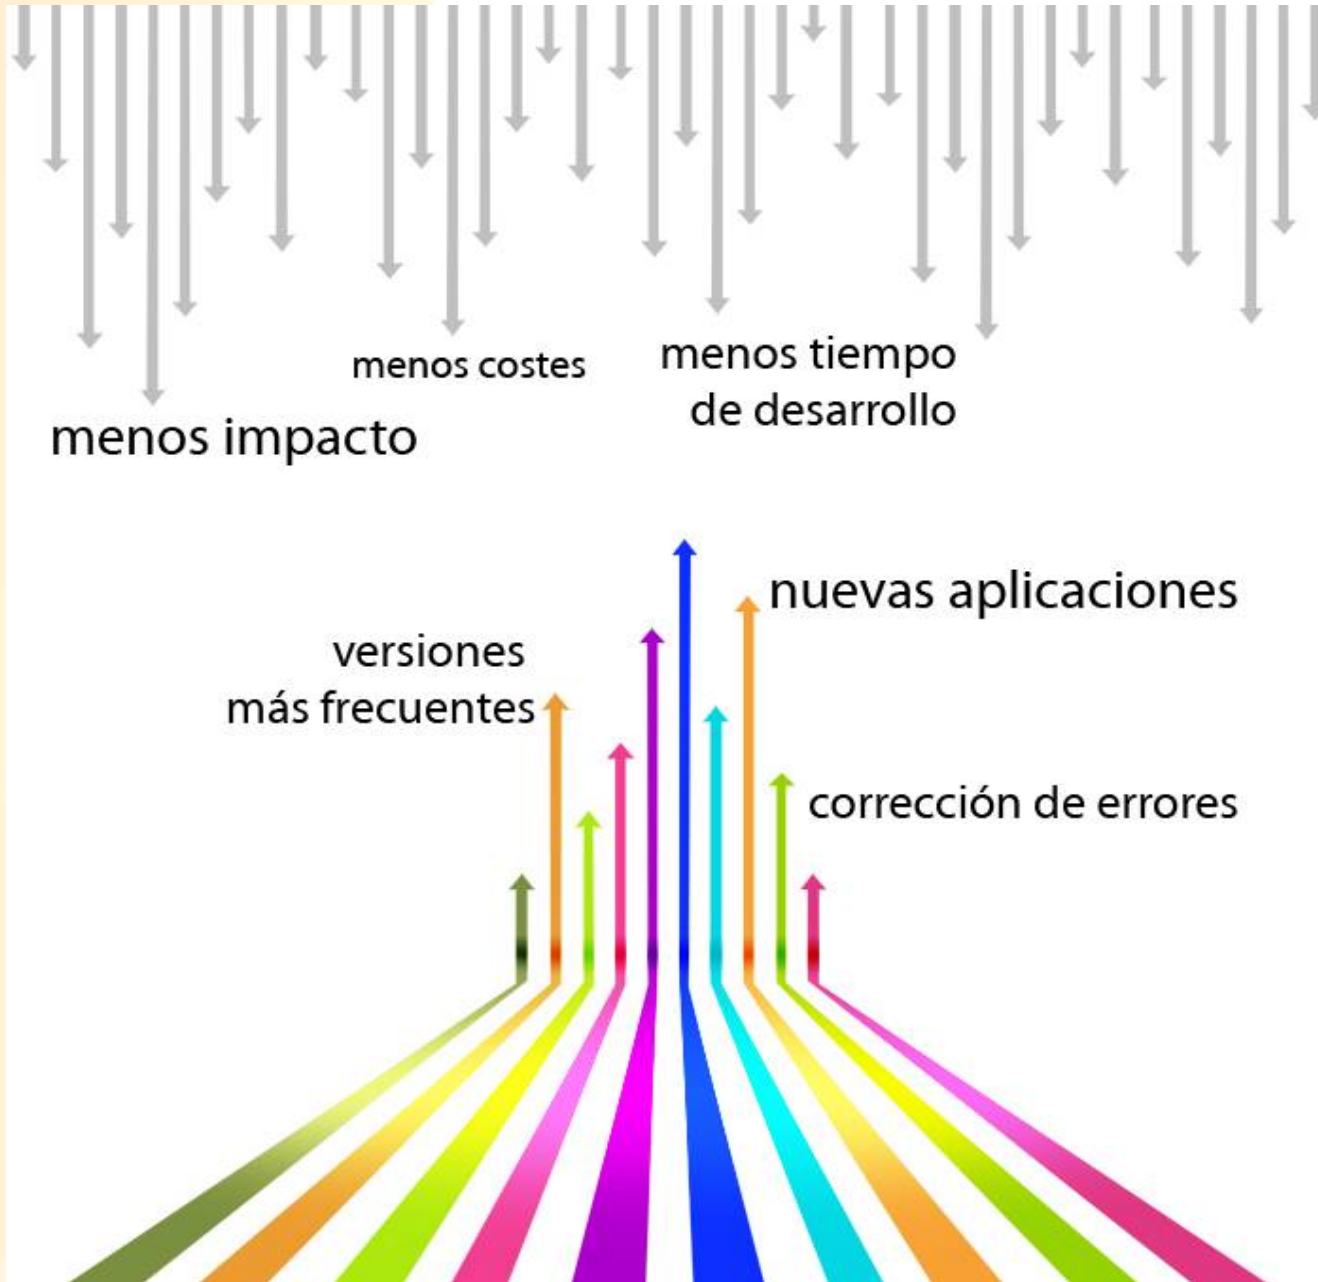 menos costes
menos tiempo
de desarrollo
menos impacto
nuevas aplicaciones
versiones
más frecuentes
corrección de errores